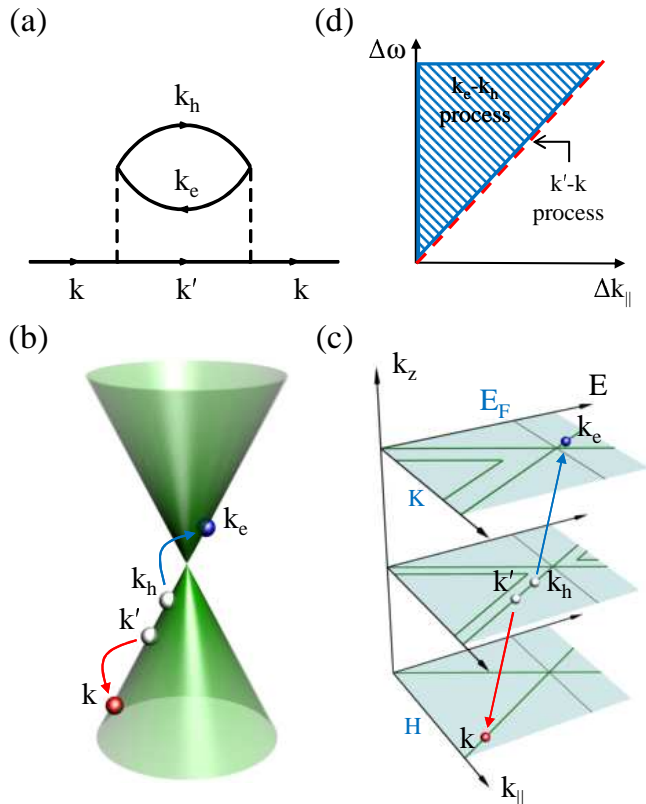 (a)
k_h
k_e
k
k′
k
(d)
Δω
k_e-k_h
process
k′-k
process
Δk_||
(b)
k_e
k_h
k′
k
(c)
k_z
E
E_F
k_e
K
k′
k_h
k
H
k_||